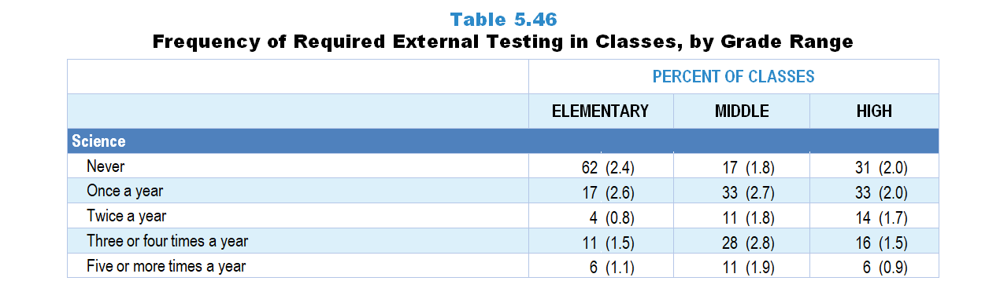 Table 5.46
Frequency of Required External Testing in Classes, by Grade Range
PERCENT OF CLASSES
ELEMENTARY MIDDLE HIGH
Science
Never 62 (2.4) 17 (1.8) 31 (2.0)
Once a year 17 (2.6) 33 (2.7) 33 (2.0)
Twice a year 4 (0.8) 11 (1.8) 14 (1.7)
Three or four times a year 11 (1.5) 28 (2.8) 16 (1.5)
Five or more times a year 6 (1.1) 11 (1.9) 6 (0.9)